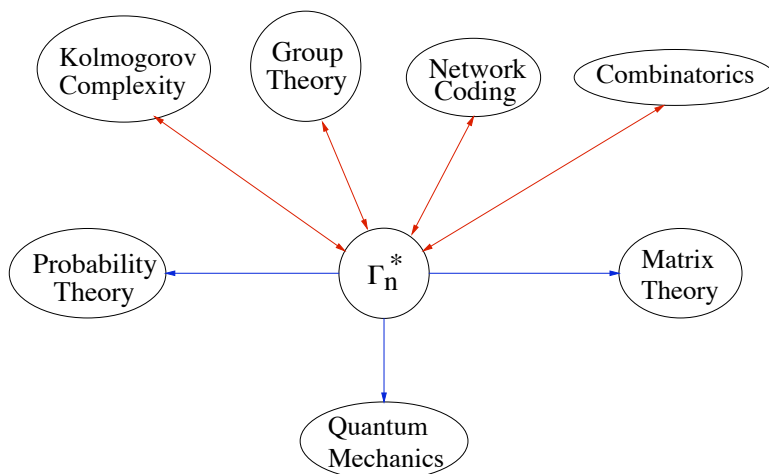 Kolmogorov
Complexity
Group
Theory
Network
Coding
Combinatorics
Probability
Theory
Γn*
Matrix
Theory
Quantum
Mechanics